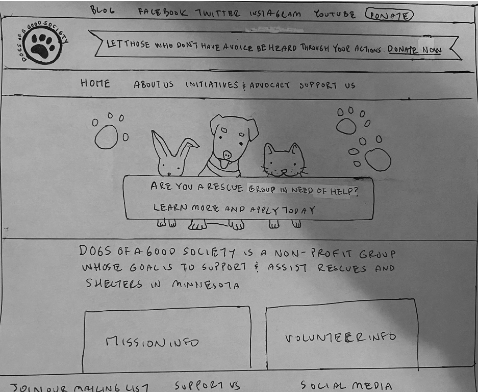 BLOG FACEBOOK TWITTER INSTAGRAM YOUTUBE DONATE
DOGS OF A GOOD SOCIETY
LET THOSE WHO DON'T HAVE A VOICE BE HEARD THROUGH YOUR ACTIONS DONATE NOW
HOME ABOUT US INITIATIVES & ADVOCACY SUPPORT US
ARE YOU A RESCUE GROUP IN NEED OF HELP?
LEARN MORE AND APPLY TODAY
DOGS OF A GOOD SOCIETY IS A NON-PROFIT GROUP
WHOSE GOAL IS TO SUPPORT & ASSIST RESCUES AND
SHELTERS IN MINNESOTA
MISSION INFO VOLUNTEER INFO
JOIN OUR MAILING LIST SUPPORT US SOCIAL MEDIA